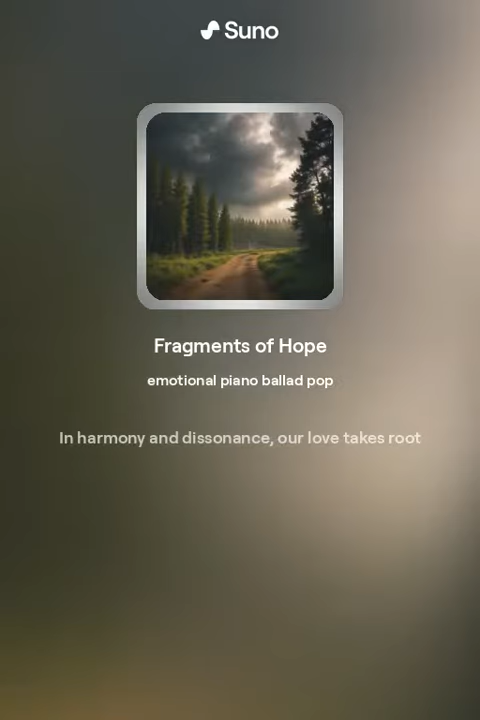 Suno
Fragments of Hope
emotional piano ballad pop
In harmony and dissonance, our love takes root